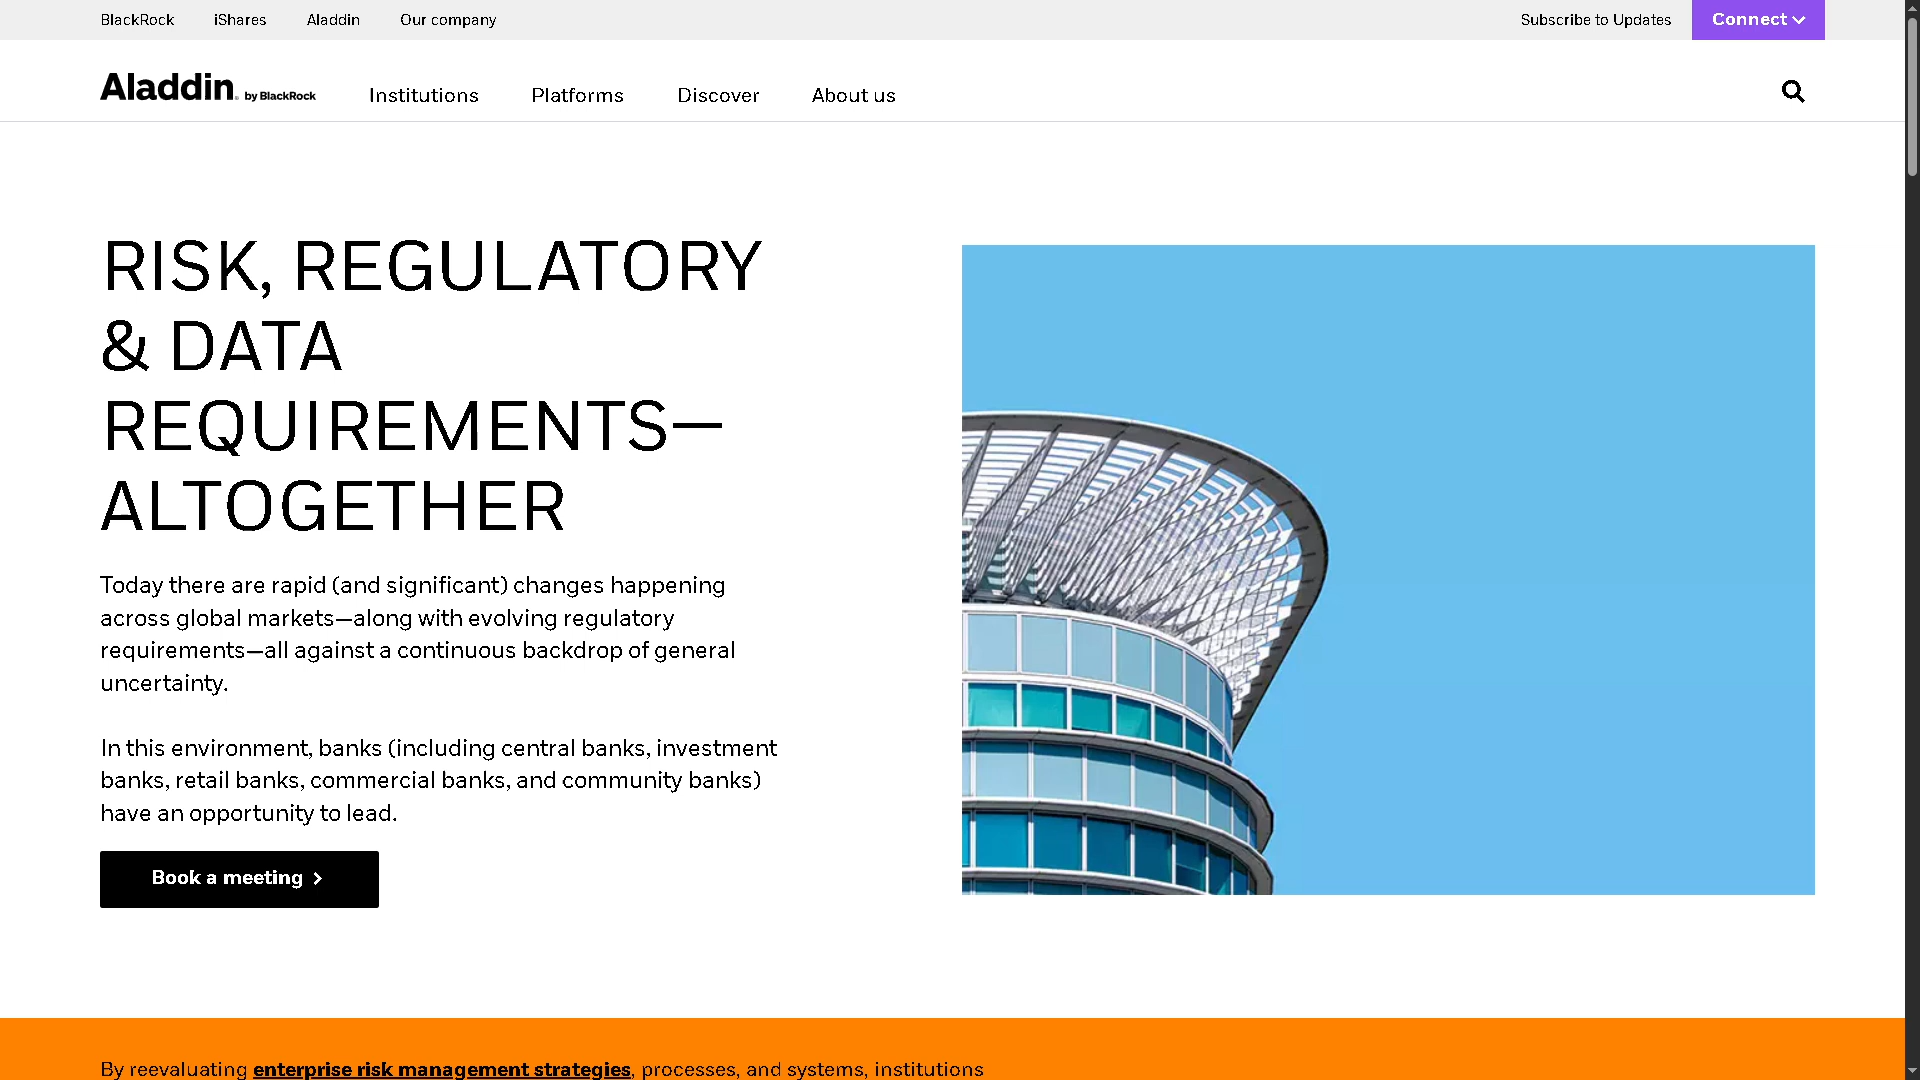 BlackRock iShares Aladdin Our company Subscribe to Updates Connect
Aladdin. by BlackRock Institutions Platforms Discover About us
RISK, REGULATORY
& DATA
REQUIREMENTS—
ALTOGETHER
Today there are rapid (and significant) changes happening
across global markets—along with evolving regulatory
requirements—all against a continuous backdrop of general
uncertainty.
In this environment, banks (including central banks, investment
banks, retail banks, commercial banks, and community banks)
have an opportunity to lead.
Book a meeting
By reevaluating enterprise risk management strategies, processes, and systems, institutions